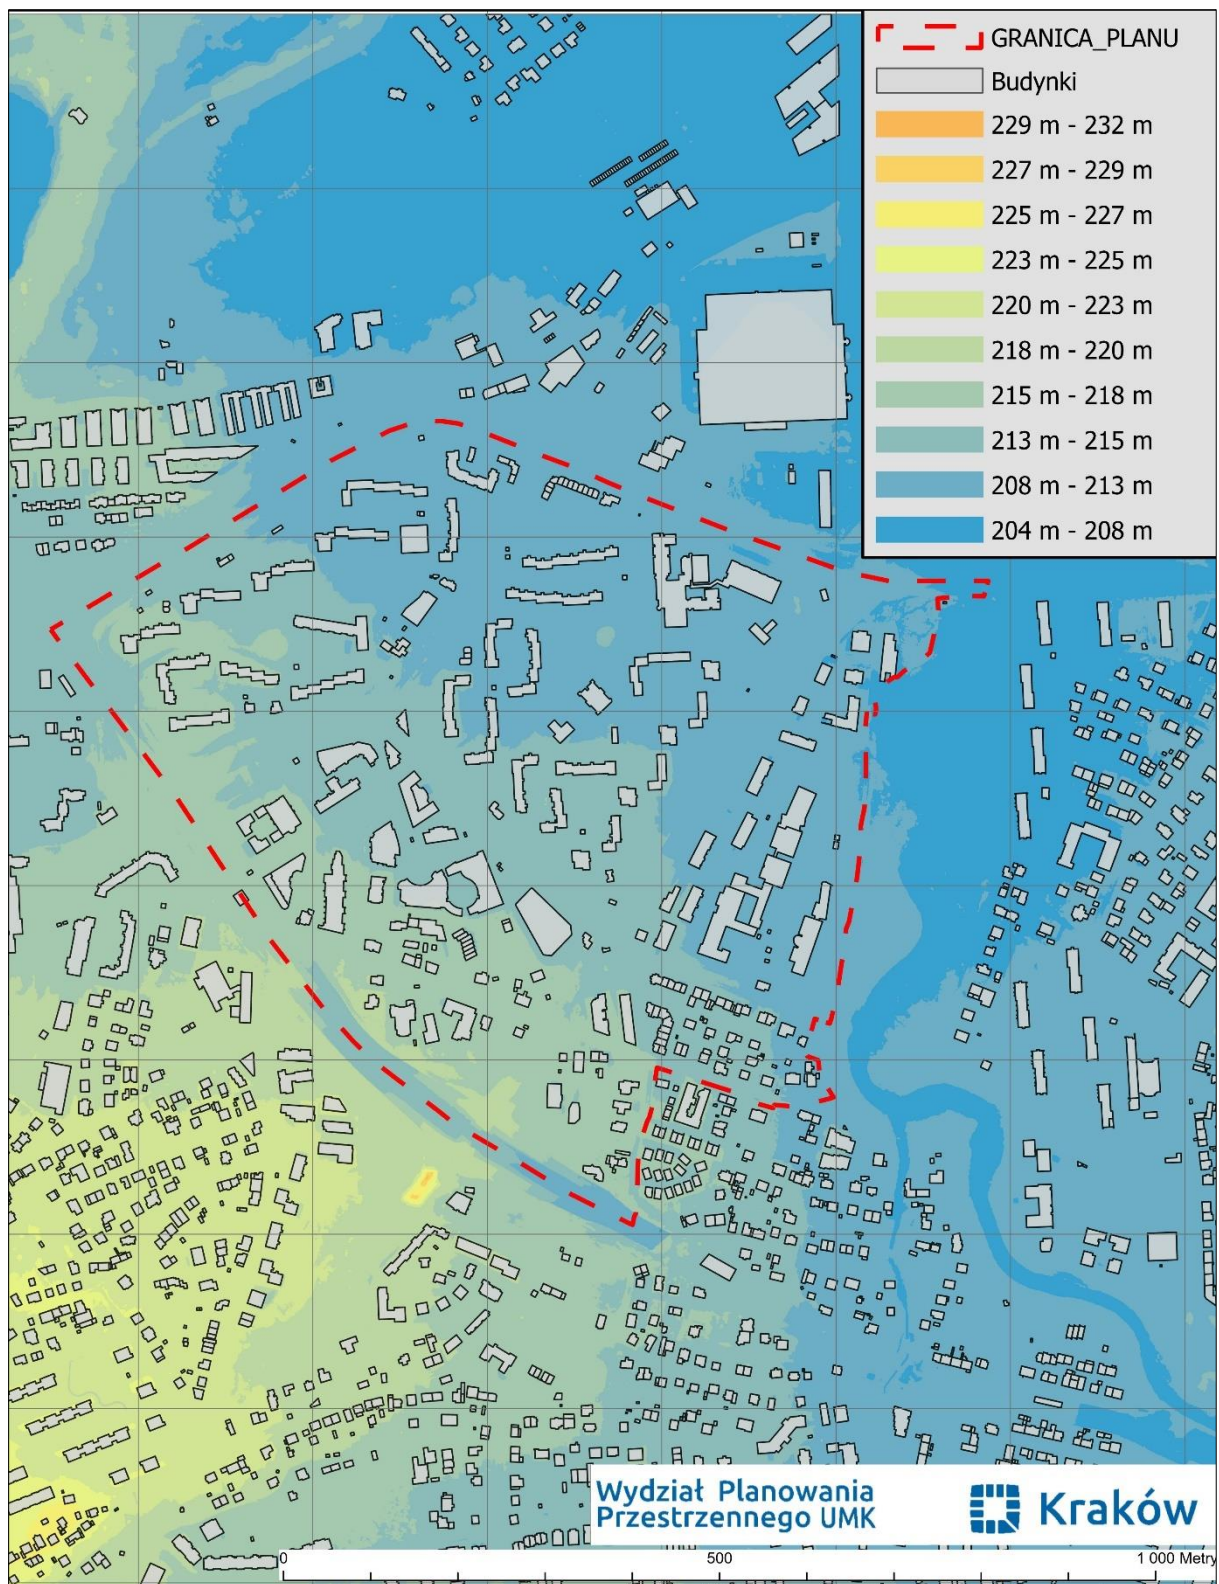 GRANICA_PLANU
Budynki
229 m - 232 m
227 m - 229 m
225 m - 227 m
223 m - 225 m
220 m - 223 m
218 m - 220 m
215 m - 218 m
213 m - 215 m
208 m - 213 m
204 m - 208 m
Wydział Planowania
Przestrzennego UMK
Kraków
0 500 1 000 Metry